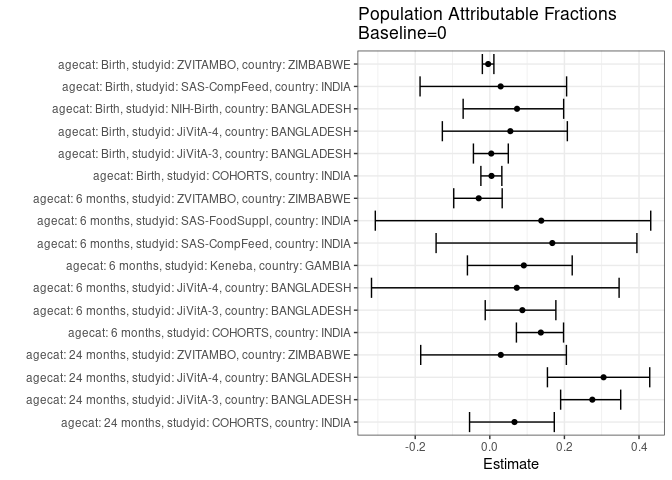 Population Attributable Fractions
Baseline=0
agecat: Birth, studyid: ZVITAMBO, country: ZIMBABWE
agecat: Birth, studyid: SAS-CompFeed, country: INDIA
agecat: Birth, studyid: NIH-Birth, country: BANGLADESH
agecat: Birth, studyid: JiVitA-4, country: BANGLADESH
agecat: Birth, studyid: JiVitA-3, country: BANGLADESH
agecat: Birth, studyid: COHORTS, country: INDIA
agecat: 6 months, studyid: ZVITAMBO, country: ZIMBABWE
agecat: 6 months, studyid: SAS-FoodSuppl, country: INDIA
agecat: 6 months, studyid: SAS-CompFeed, country: INDIA
agecat: 6 months, studyid: Keneba, country: GAMBIA
agecat: 6 months, studyid: JiVitA-4, country: BANGLADESH
agecat: 6 months, studyid: JiVitA-3, country: BANGLADESH
agecat: 6 months, studyid: COHORTS, country: INDIA
agecat: 24 months, studyid: ZVITAMBO, country: ZIMBABWE
agecat: 24 months, studyid: JiVitA-4, country: BANGLADESH
agecat: 24 months, studyid: JiVitA-3, country: BANGLADESH
agecat: 24 months, studyid: COHORTS, country: INDIA
-0.2 0.0 0.2 0.4
Estimate